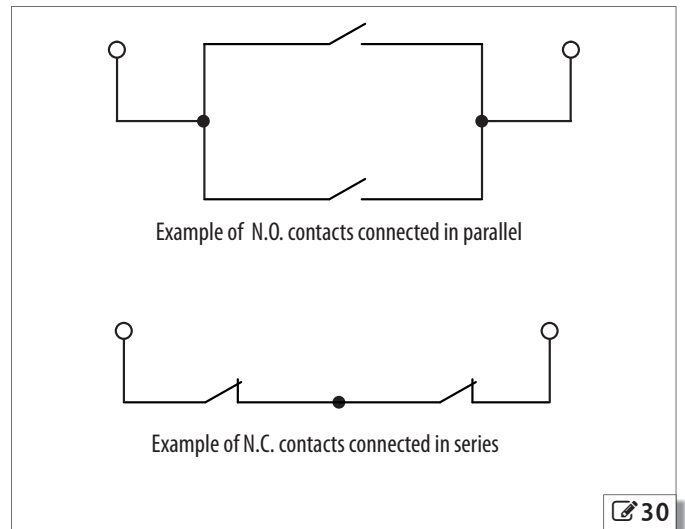 Example of N.O. contacts connected in parallel
Example of N.C. contacts connected in series
30